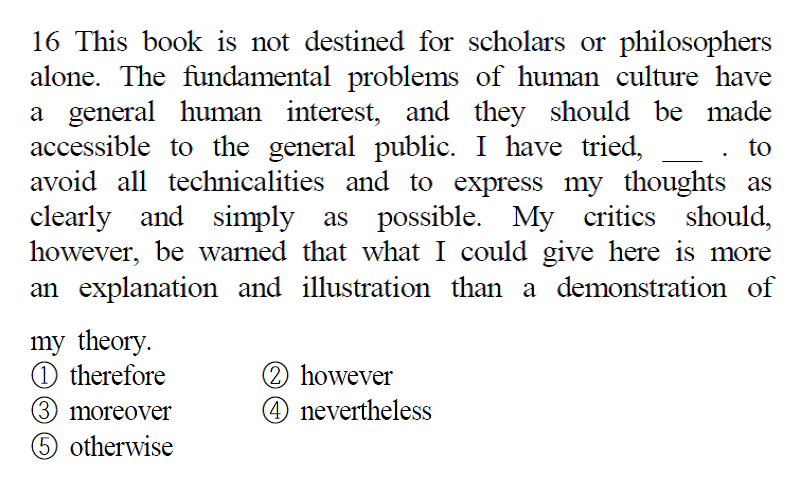 16 This book is not destined for scholars or philosophers
alone. The fundamental problems of human culture have
a general human interest, and they should be made
accessible to the general public. I have tried, ___ . to
avoid all technicalities and to express my thoughts as
clearly and simply as possible. My critics should,
however, be warned that what I could give here is more
an explanation and illustration than a demonstration of
my theory.
① therefore ② however
③ moreover ④ nevertheless
⑤ otherwise